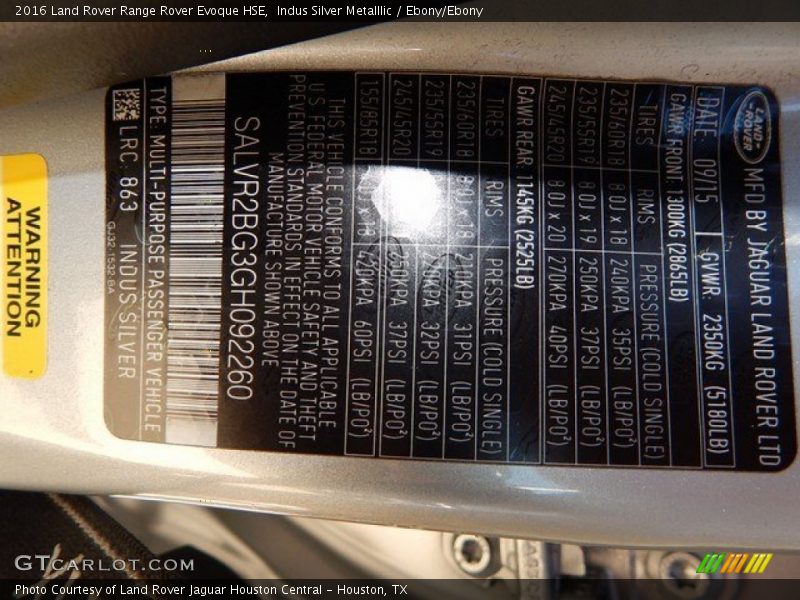 2016 Land Rover Range Rover Evoque HSE,  Indus Silver Metalllic / Ebony/Ebony
LAND-ROVER
MFD BY JAGUAR LAND ROVER LTD
DATE: 09/15 GVWR: 2350KG (5180LB)
GAWR FRONT 1300KG (2865LB)
TIRES RIMS PRESSURE (COLD SINGLE)
235/60R18 8.0J x 18 240KPA 35PSI (LB/PO²)
235/55R19 8.0J x 19 250KPA 37PSI (LB/PO²)
245/45R20 8.0J x 20 270KPA 40PSI (LB/PO²)
GAWR REAR 1145KG (2525LB)
TIRES RIMS PRESSURE (COLD SINGLE)
235/60R18 8.0J x 18 210KPA 31PSI (LB/PO²)
235/55R19 32PSI (LB/PO²)
245/45R20 37PSI (LB/PO²)
155/85R18 420KPA 60PSI (LB/PO²)
THIS VEHICLE CONFORMS TO ALL APPLICABLE
U.S. FEDERAL MOTOR VEHICLE SAFETY AND THEFT
PREVENTION STANDARDS IN EFFECT ON THE DATE OF
MANUFACTURE SHOWN ABOVE
SALVR2BG3GH092260
TYPE: MULTI-PURPOSE PASSENGER VEHICLE
LRC 863 INDUS SILVER
GJ32 1532 BA
WARNING
ATTENTION
GTCARLOT.COM
Photo Courtesy of Land Rover Jaguar Houston Central - Houston, TX